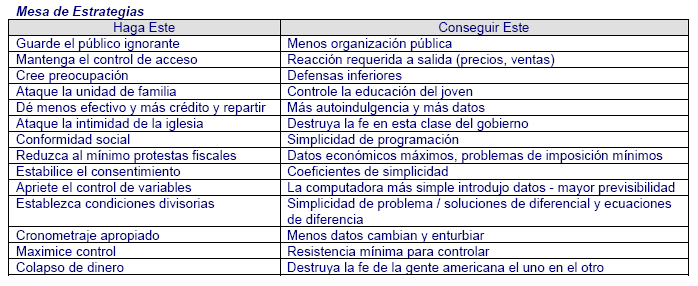 Mesa de Estrategias
Haga Este Conseguir Este
Guarde el público ignorante Menos organización pública
Mantenga el control de acceso Reacción requerida a salida (precios, ventas)
Cree preocupación Defensas inferiores
Ataque la unidad de familia Controle la educación del joven
Dé menos efectivo y más crédito y repartir Más autoindulgencia y más datos
Ataque la intimidad de la iglesia Destruya la fe en esta clase del gobierno
Conformidad social Simplicidad de programación
Reduzca al mínimo protestas fiscales Datos económicos máximos, problemas de imposición mínimos
Estabilice el consentimiento Coeficientes de simplicidad
Apriete el control de variables La computadora más simple introdujo datos - mayor previsibilidad
Establezca condiciones divisorias Simplicidad de problema / soluciones de diferencial y ecuaciones
de diferencia
Cronometraje apropiado Menos datos cambian y enturbiar
Maximice control Resistencia mínima para controlar
Colapso de dinero Destruya la fe de la gente americana el uno en el otro